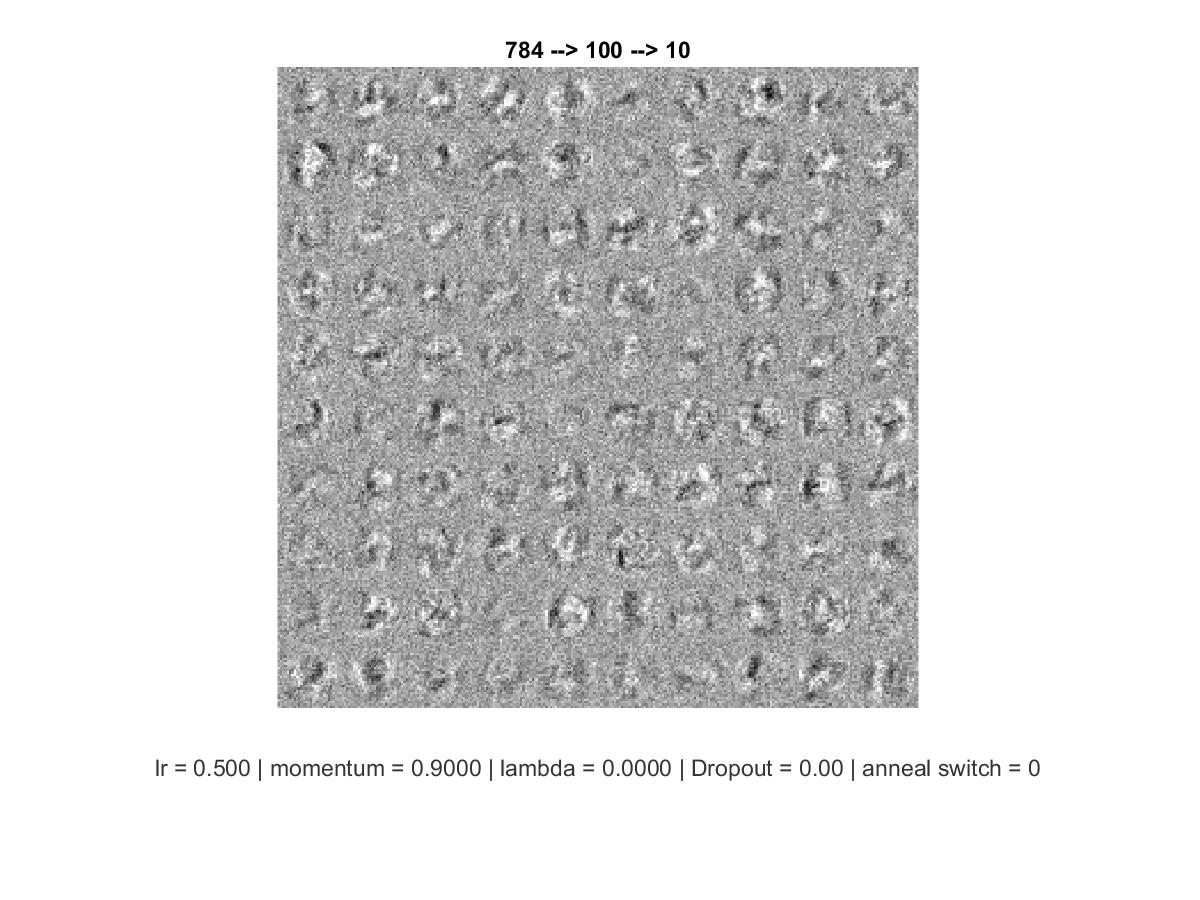 784 --> 100 --> 10
lr = 0.500 | momentum = 0.9000 | lambda = 0.0000 | Dropout = 0.00 | anneal switch = 0